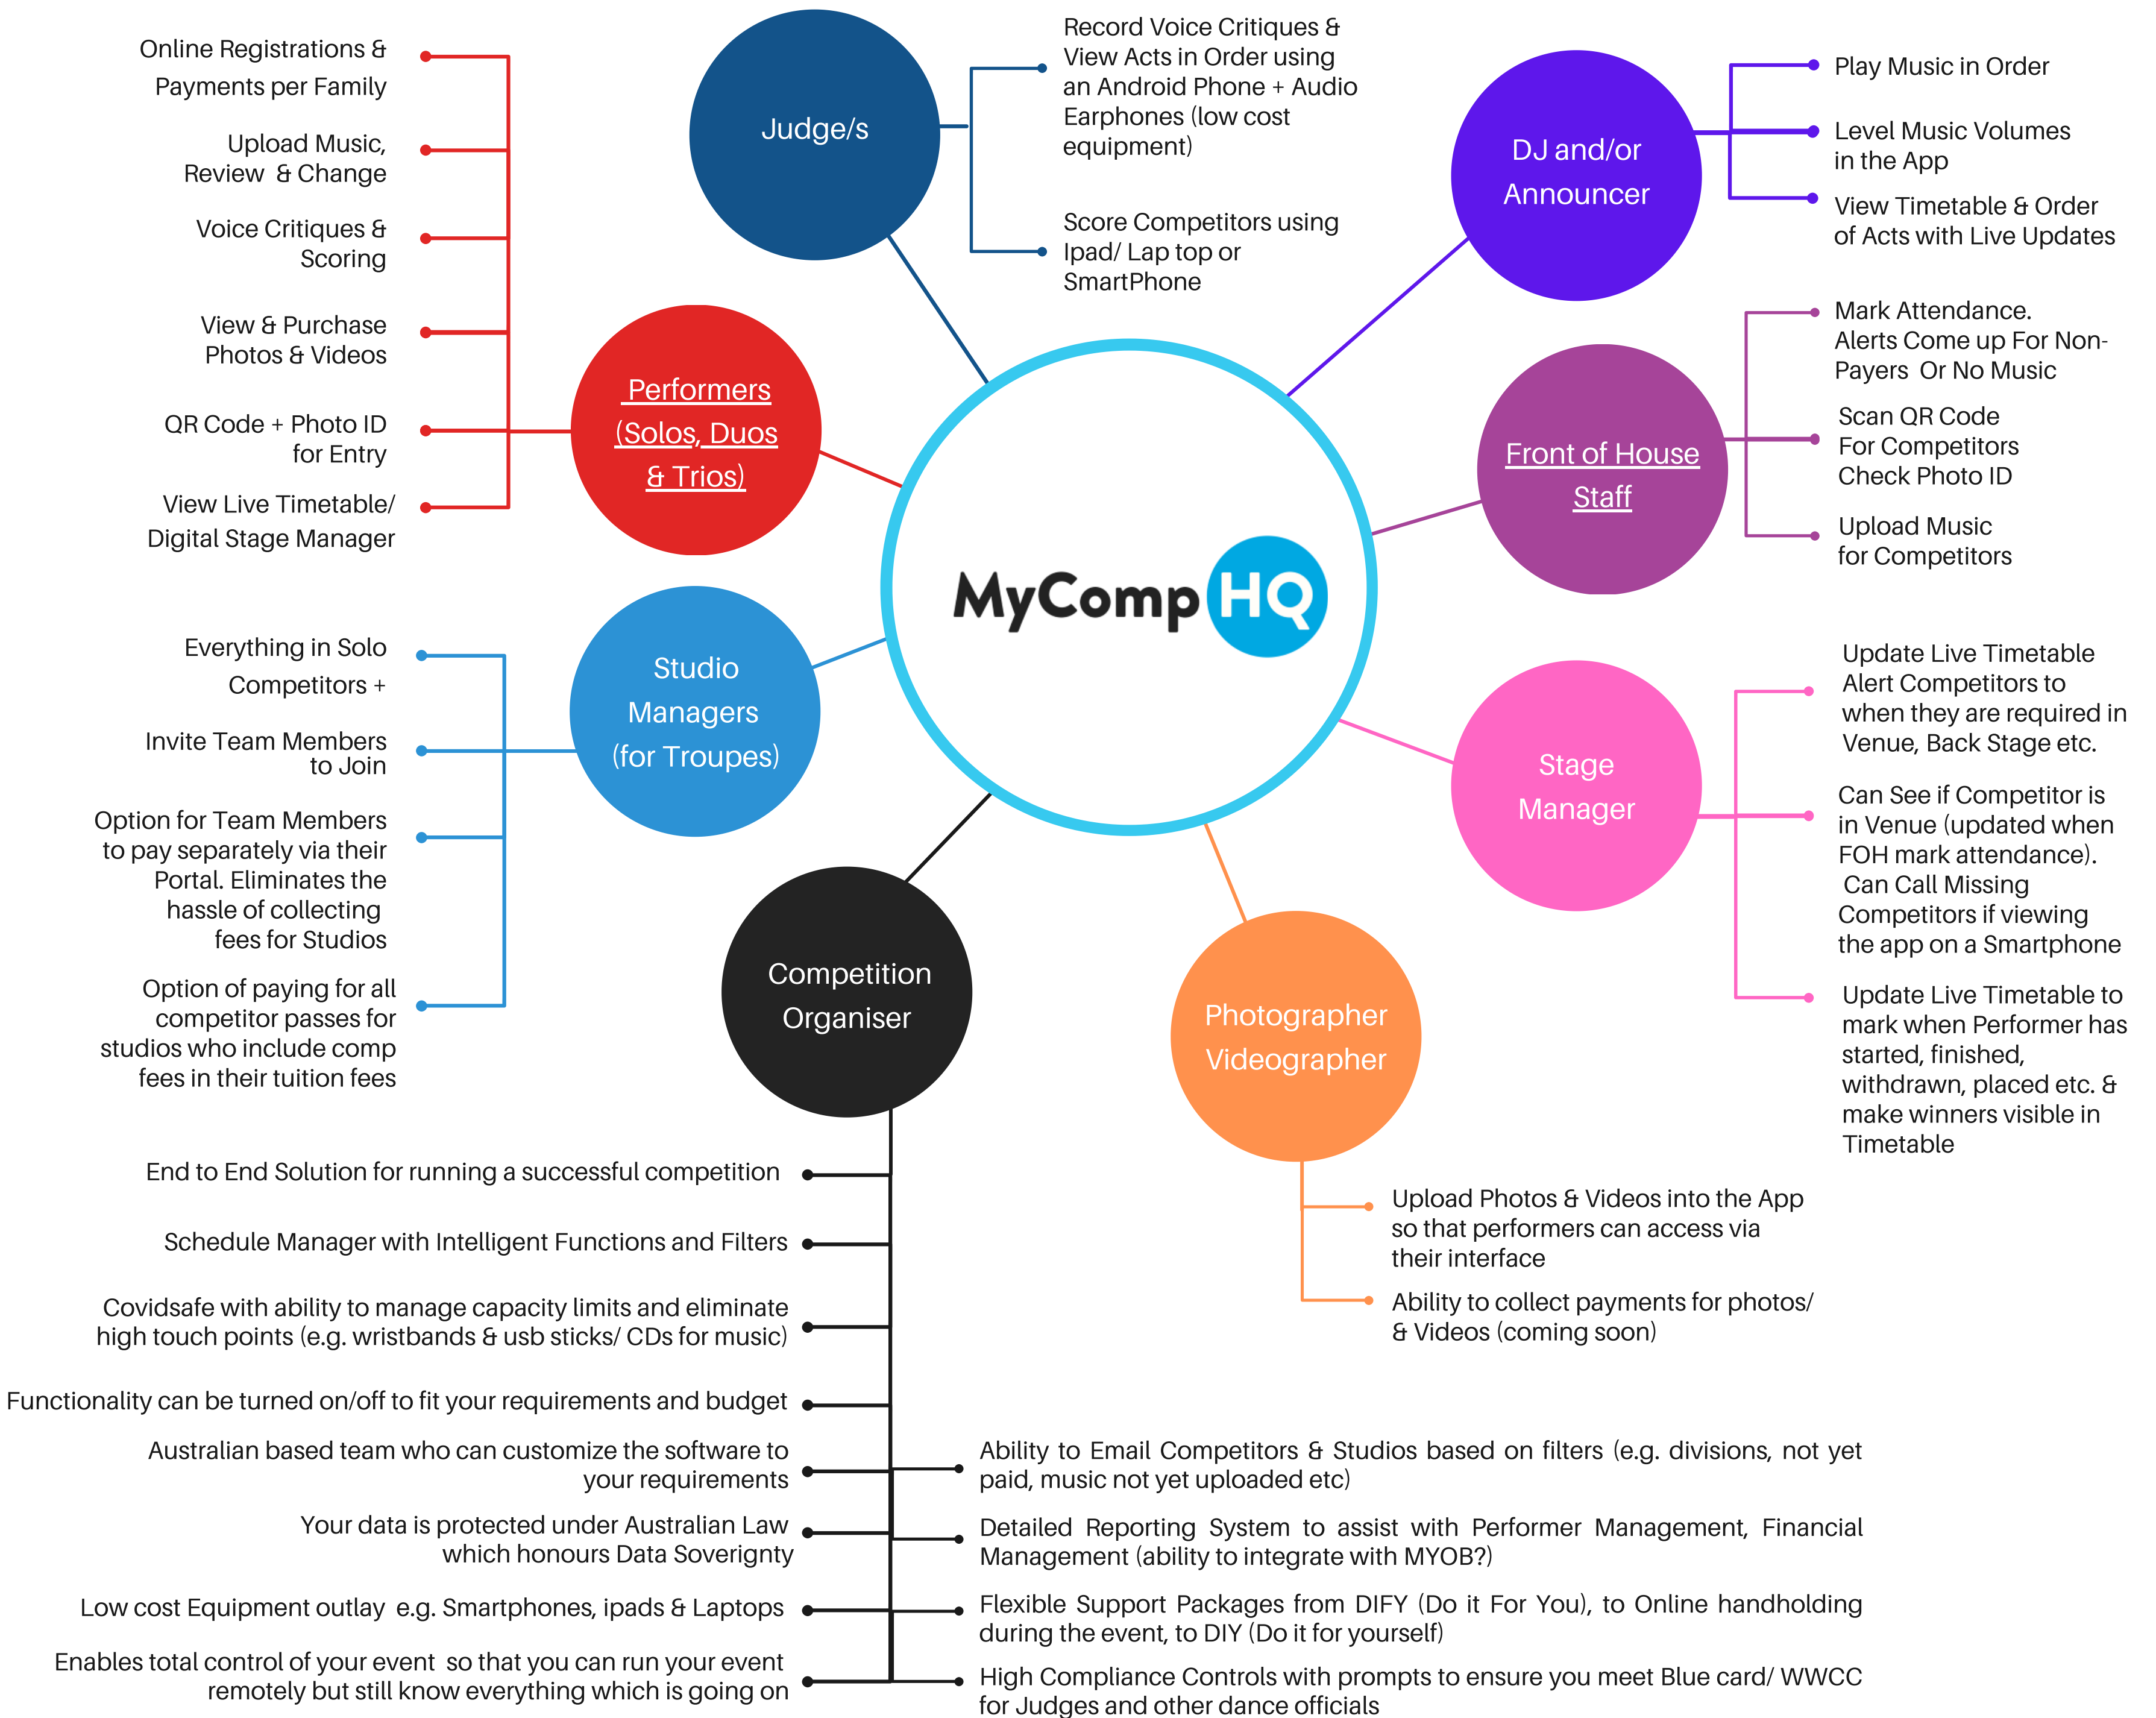 Online Registrations &
Payments per Family
Upload Music,
Review & Change
Voice Critiques &
Scoring
View & Purchase
Photos & Videos
QR Code + Photo ID
for Entry
View Live Timetable/
Digital Stage Manager
Performers
(Solos, Duos
& Trios)
Judge/s
Record Voice Critiques &
View Acts in Order using
an Android Phone + Audio
Earphones (low cost
equipment)
Score Competitors using
Ipad/ Lap top or
SmartPhone
DJ and/or
Announcer
Play Music in Order
Level Music Volumes
in the App
View Timetable & Order
of Acts with Live Updates
Front of House
Staff
Mark Attendance.
Alerts Come up For Non-
Payers Or No Music
Scan QR Code
For Competitors
Check Photo ID
Upload Music
for Competitors
MyComp HQ
Studio
Managers
(for Troupes)
Everything in Solo
Competitors +
Invite Team Members
to Join
Option for Team Members
to pay separately via their
Portal. Eliminates the
hassle of collecting
fees for Studios
Option of paying for all
competitor passes for
studios who include comp
fees in their tuition fees
Stage
Manager
Update Live Timetable
Alert Competitors to
when they are required in
Venue, Back Stage etc.
Can See if Competitor is
in Venue (updated when
FOH mark attendance).
Can Call Missing
Competitors if viewing
the app on a Smartphone
Update Live Timetable to
mark when Performer has
started, finished,
withdrawn, placed etc. &
make winners visible in
Timetable
Photographer
Videographer
Upload Photos & Videos into the App
so that performers can access via
their interface
Ability to collect payments for photos/
& Videos (coming soon)
Competition
Organiser
End to End Solution for running a successful competition
Schedule Manager with Intelligent Functions and Filters
Covidsafe with ability to manage capacity limits and eliminate
high touch points (e.g. wristbands & usb sticks/ CDs for music)
Functionality can be turned on/off to fit your requirements and budget
Australian based team who can customize the software to
your requirements
Your data is protected under Australian Law
which honours Data Soverignty
Low cost Equipment outlay e.g. Smartphones, ipads & Laptops
Enables total control of your event so that you can run your event
remotely but still know everything which is going on
Ability to Email Competitors & Studios based on filters (e.g. divisions, not yet
paid, music not yet uploaded etc)
Detailed Reporting System to assist with Performer Management, Financial
Management (ability to integrate with MYOB?)
Flexible Support Packages from DIFY (Do it For You), to Online handholding
during the event, to DIY (Do it for yourself)
High Compliance Controls with prompts to ensure you meet Blue card/ WWCC
for Judges and other dance officials